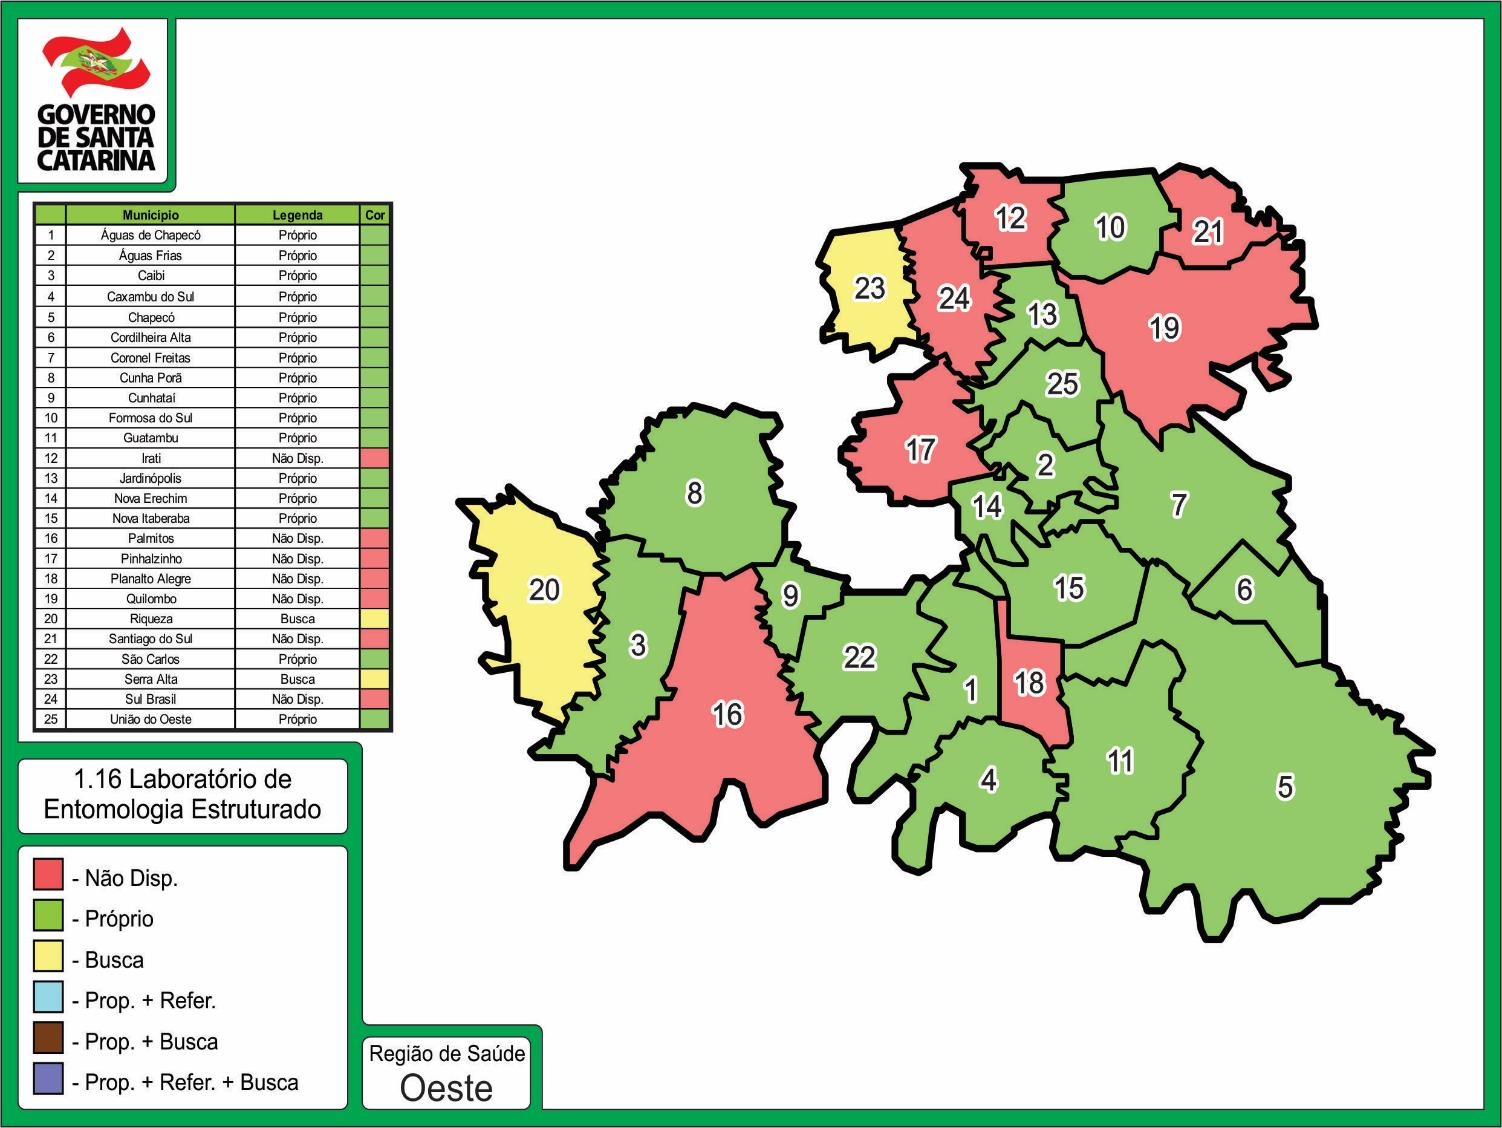 GOVERNO
DE SANTA
CATARINA
Município Legenda Cor
1 Águas de Chapecó Próprio
2 Águas Frias Próprio
3 Caibi Próprio
4 Caxambu do Sul Próprio
5 Chapecó Próprio
6 Cordilheira Alta Próprio
7 Coronel Freitas Próprio
8 Cunha Porã Próprio
9 Cunhataí Próprio
10 Formosa do Sul Próprio
11 Guatambu Próprio
12 Irati Não Disp.
13 Jardinópolis Próprio
14 Nova Erechim Próprio
15 Nova Itaberaba Próprio
16 Palmitos Não Disp.
17 Pinhalzinho Não Disp.
18 Planalto Alegre Não Disp.
19 Quilombo Não Disp.
20 Riqueza Busca
21 Santiago do Sul Não Disp.
22 São Carlos Próprio
23 Serra Alta Busca
24 Sul Brasil Não Disp.
25 União do Oeste Próprio
1.16 Laboratório de
Entomologia Estruturado
- Não Disp.
- Próprio
- Busca
- Prop. + Refer.
- Prop. + Busca
- Prop. + Refer. + Busca
Região de Saúde
Oeste
12
10
21
23
24
13
19
25
17
2
8
14
7
20
9
15
6
3
22
18
1
16
11
4
5